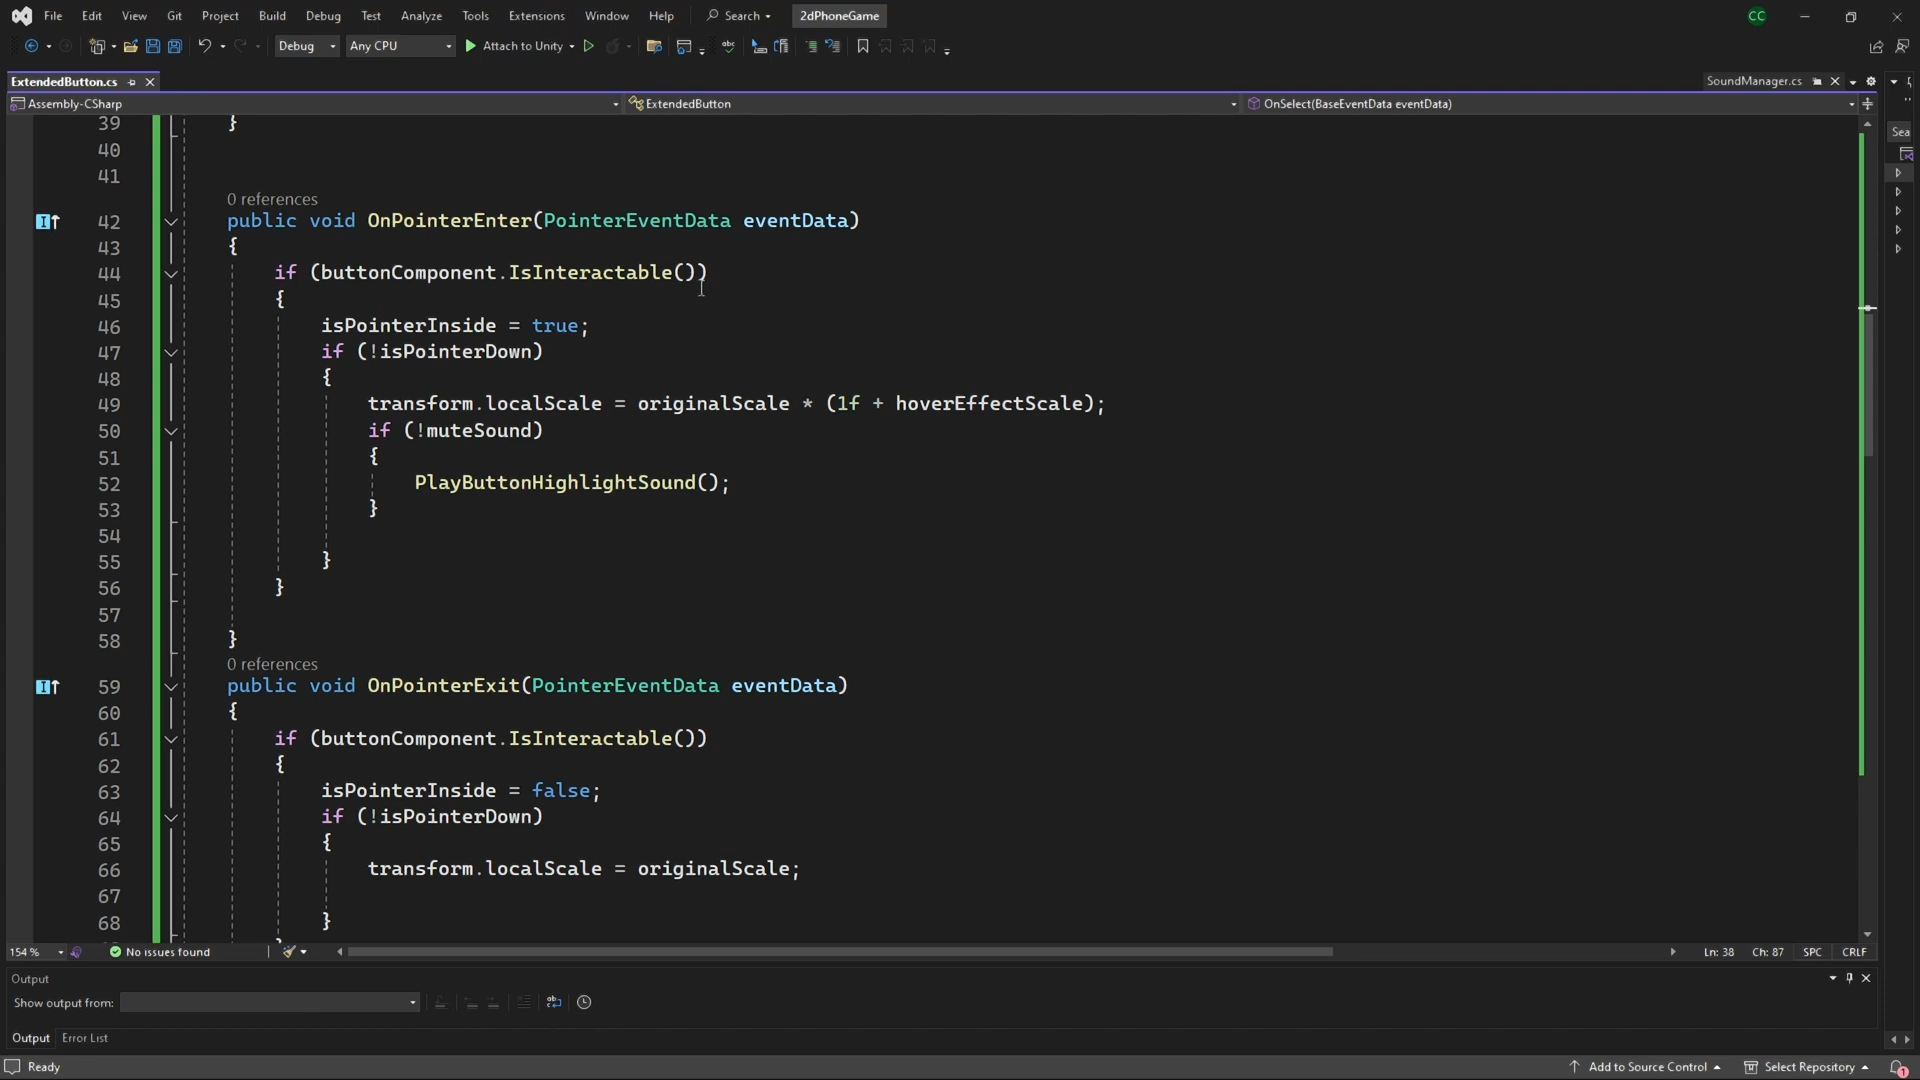 File Edit View Git Project Build Debug Test Analyze Tools Extensions Window Help Search 2dPhoneGame CC
Debug Any CPU Attach to Unity
ExtendedButton.cs SoundManager.cs
Assembly-CSharp ExtendedButton OnSelect(BaseEventData eventData)
Sea
39 }
40
41
0 references
42 public void OnPointerEnter(PointerEventData eventData)
43 {
44 if (buttonComponent.IsInteractable())
45 {
46 isPointerInside = true;
47 if (!isPointerDown)
48 {
49 transform.localScale = originalScale * (1f + hoverEffectScale);
50 if (!muteSound)
51 {
52 PlayButtonHighlightSound();
53 }
54
55 }
56 }
57
58 }
0 references
59 public void OnPointerExit(PointerEventData eventData)
60 {
61 if (buttonComponent.IsInteractable())
62 {
63 isPointerInside = false;
64 if (!isPointerDown)
65 {
66 transform.localScale = originalScale;
67
68 }
154 % No issues found Ln: 38 Ch: 87 SPC CRLF
Output
Show output from:
Output Error List
Ready Add to Source Control Select Repository 1